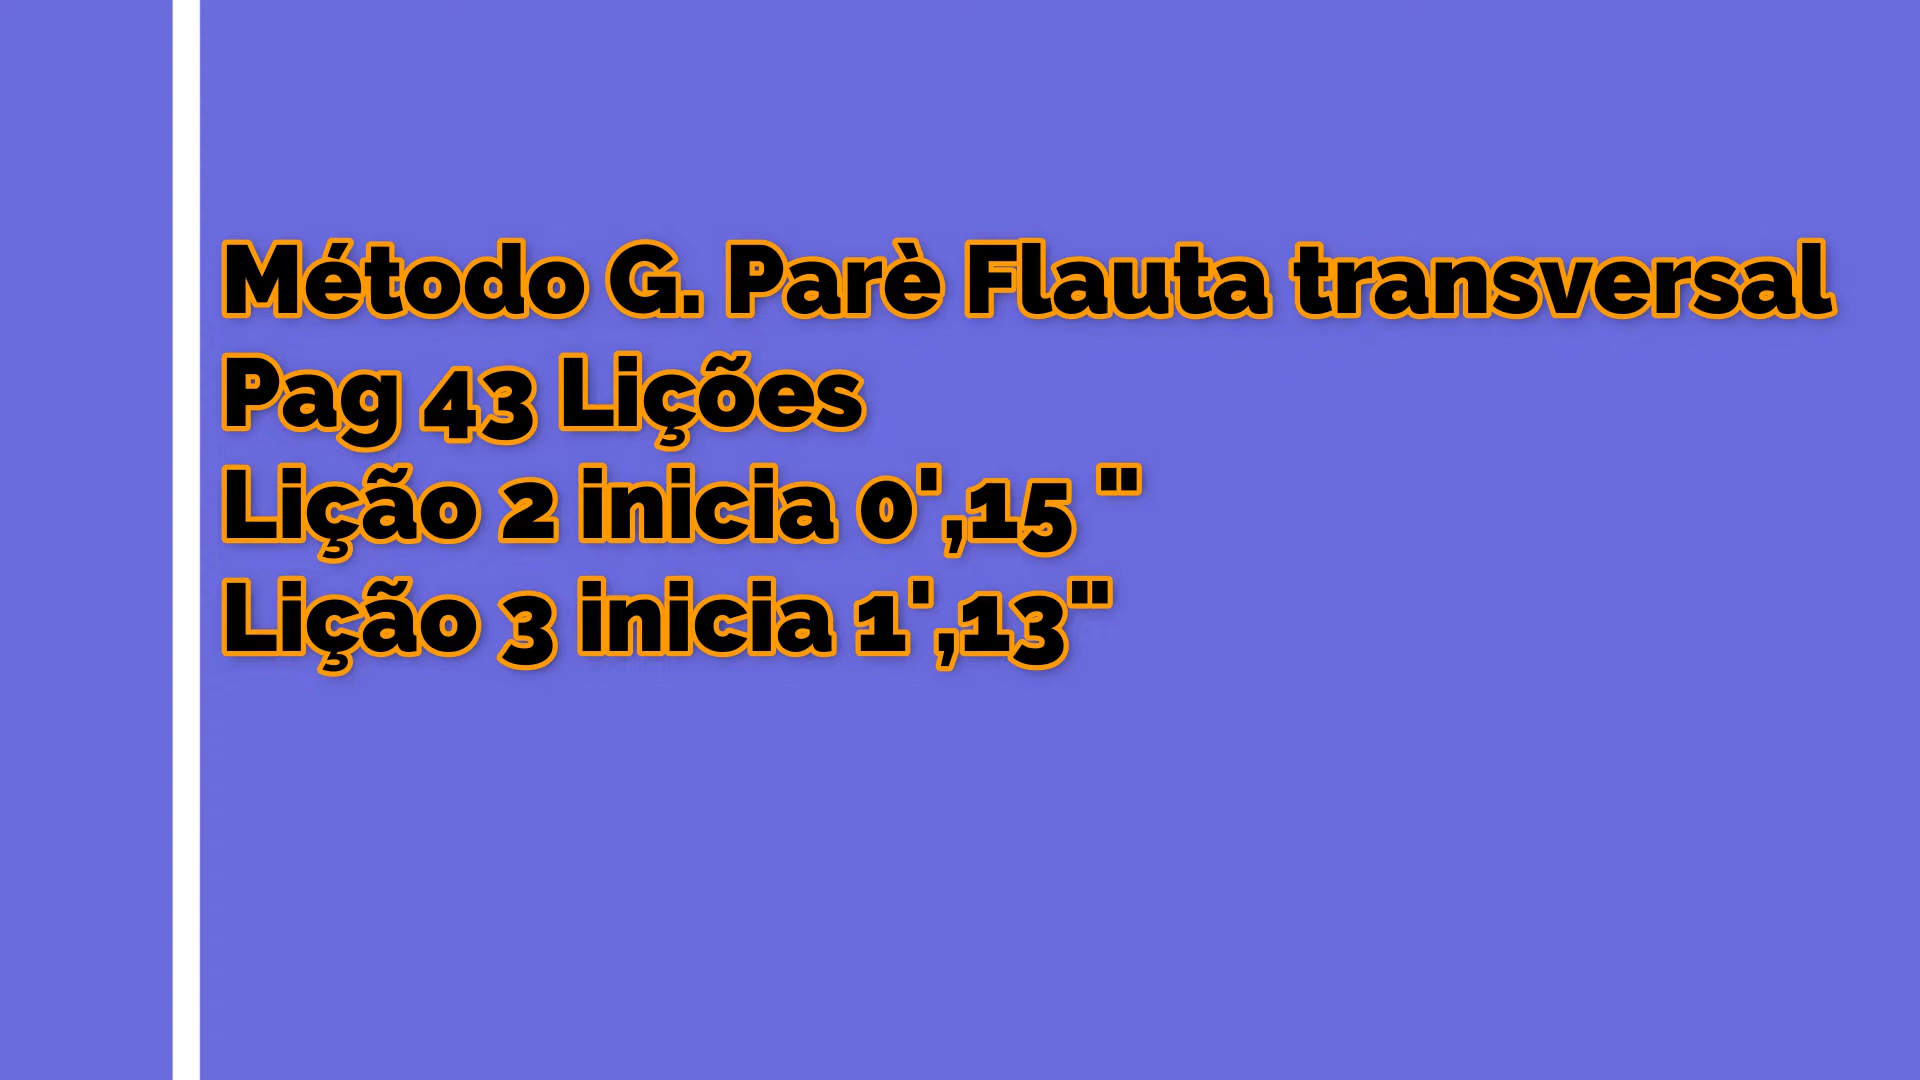 Método G. Parè Flauta transversal
Pag 43 Lições
Lição 2 inicia 0',15 "
Lição 3 inicia 1',13"